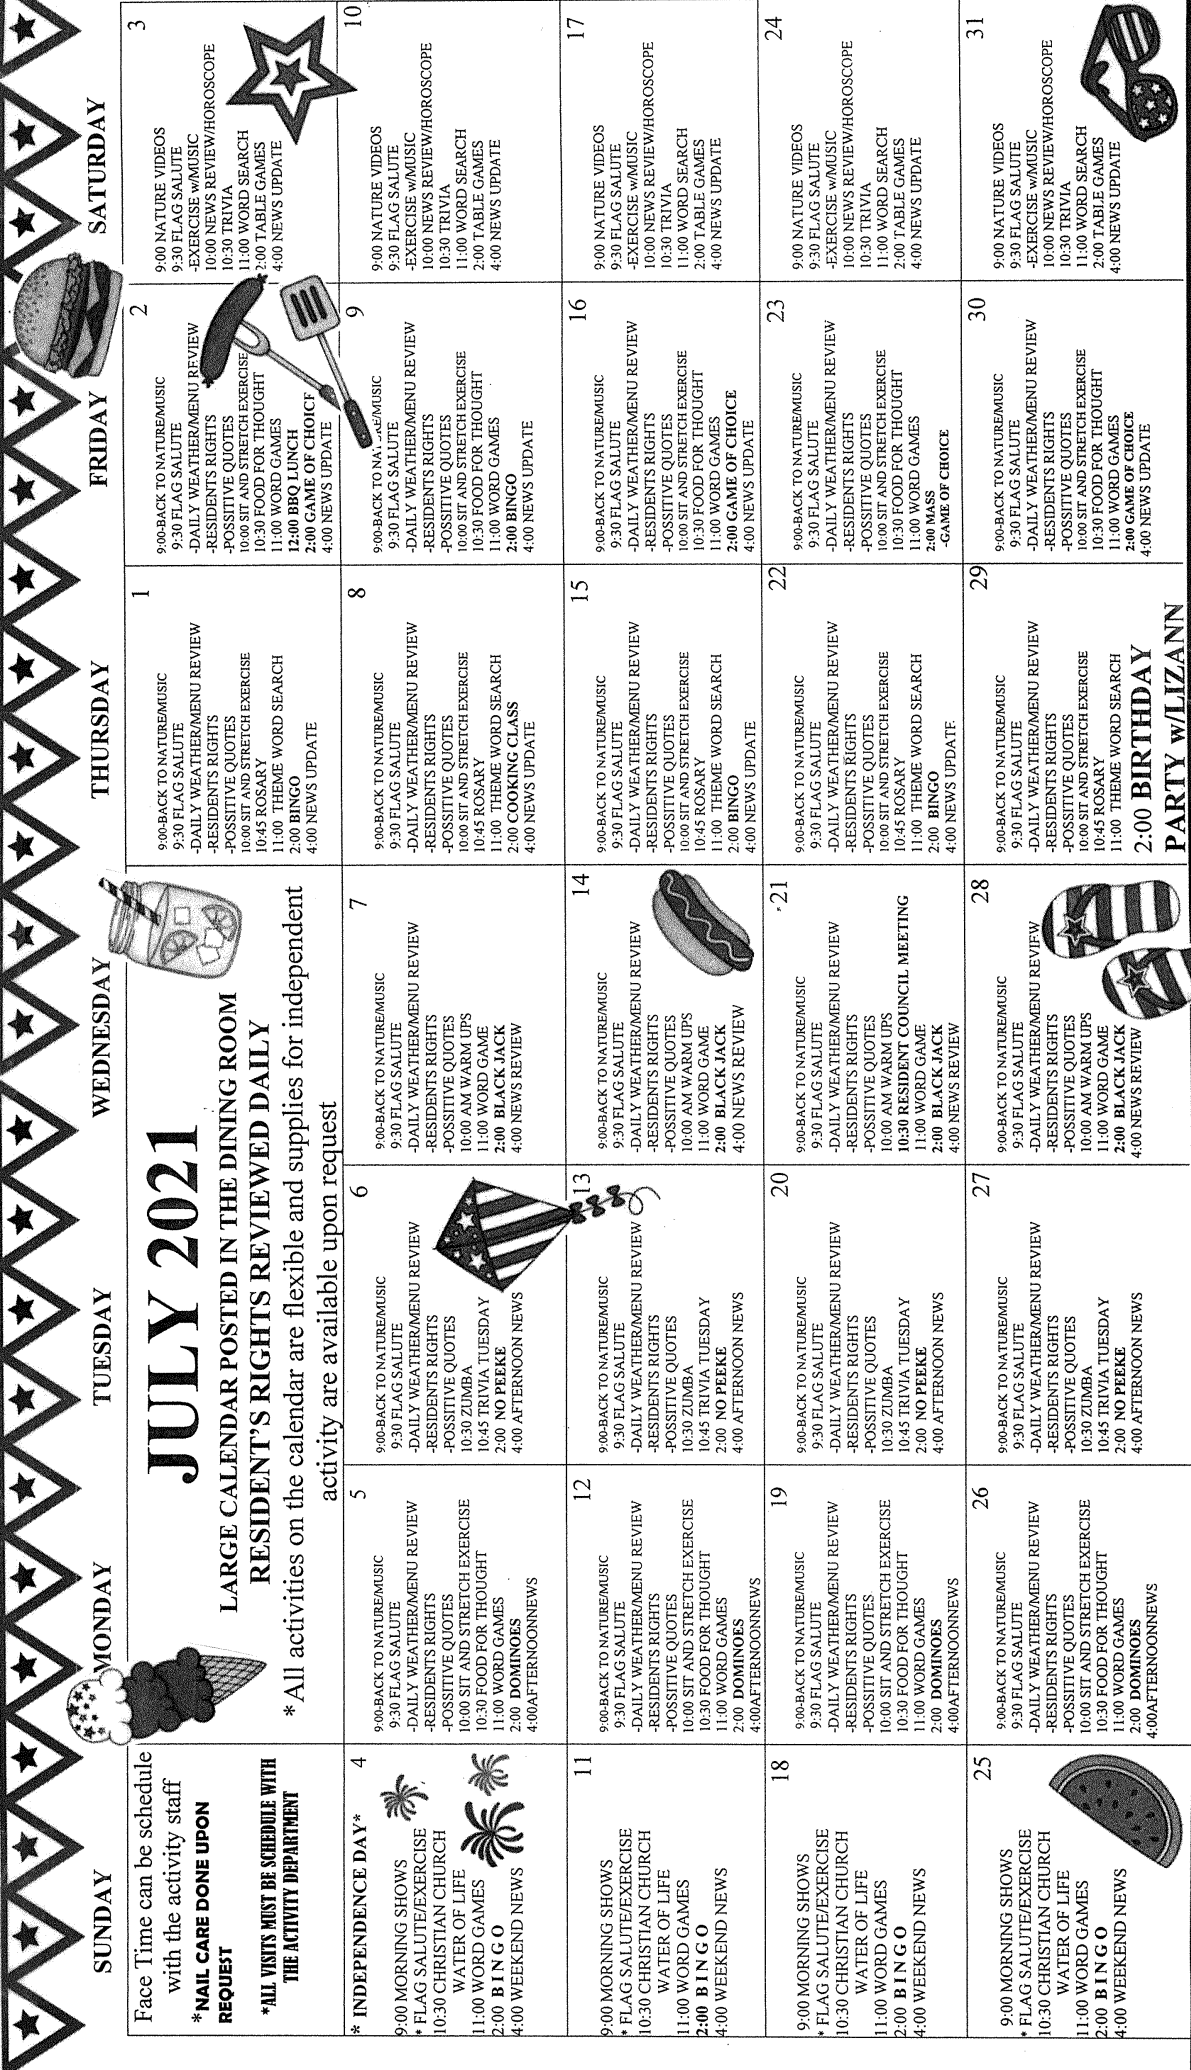 SUNDAY
MONDAY
TUESDAY
WEDNESDAY
THURSDAY
FRIDAY
SATURDAY
Face Time can be schedule
with the activity staff
*NAIL CARE DONE UPON
REQUEST
*ALL VISITS MUST BE SCHEDULE WITH
THE ACTIVITY DEPARTMENT
JULY 2021
LARGE CALENDAR POSTED IN THE DINING ROOM
RESIDENT'S RIGHTS REVIEWED DAILY
*All activities on the calendar are flexible and supplies for independent
activity are available upon request
1
9:00-BACK TO NATURE/MUSIC
9:30 FLAG SALUTE
-DAILY WEATHER/MENU REVIEW
-RESIDENTS RIGHTS
-POSSITIVE QUOTES
10:00 SIT AND STRETCH EXERCISE
10:45 ROSARY
11:00 THEME WORD SEARCH
2:00 BINGO
4:00 NEWS UPDATE
2
9:00-BACK TO NATURE/MUSIC
9:30 FLAG SALUTE
-DAILY WEATHER/MENU REVIEW
-RESIDENTS RIGHTS
-POSSITIVE QUOTES
10:00 SIT AND STRETCH EXERCISE
10:30 FOOD FOR THOUGHT
11:00 WORD GAMES
12:00 BBQ LUNCH
2:00 GAME OF CHOICE
4:00 NEWS UPDATE
3
9:00 NATURE VIDEOS
9:30 FLAG SALUTE
-EXERCISE w/MUSIC
10:00 NEWS REVIEW/HOROSCOPE
10:30 TRIVIA
11:00 WORD SEARCH
2:00 TABLE GAMES
4:00 NEWS UPDATE
4
* INDEPENDENCE DAY*
9:00 MORNING SHOWS
* FLAG SALUTE/EXERCISE
10:30 CHRISTIAN CHURCH
WATER OF LIFE
11:00 WORD GAMES
2:00 B I N G O
4:00 WEEKEND NEWS
5
9:00-BACK TO NATURE/MUSIC
9:30 FLAG SALUTE
-DAILY WEATHER/MENU REVIEW
-RESIDENTS RIGHTS
-POSSITIVE QUOTES
10:00 SIT AND STRETCH EXERCISE
10:30 FOOD FOR THOUGHT
11:00 WORD GAMES
2:00 DOMINOES
4:00AFTERNOONNEWS
6
9:00-BACK TO NATURE/MUSIC
9:30 FLAG SALUTE
-DAILY WEATHER/MENU REVIEW
-RESIDENTS RIGHTS
-POSSITIVE QUOTES
10:30 ZUMBA
10:45 TRIVIA TUESDAY
2:00 NO PEEKE
4:00 AFTERNOON NEWS
7
9:00-BACK TO NATURE/MUSIC
9:30 FLAG SALUTE
-DAILY WEATHER/MENU REVIEW
-RESIDENTS RIGHTS
-POSSITIVE QUOTES
10:00 AM WARM UPS
11:00 WORD GAME
2:00 BLACK JACK
4:00 NEWS REVIEW
8
9:00-BACK TO NATURE/MUSIC
9:30 FLAG SALUTE
-DAILY WEATHER/MENU REVIEW
-RESIDENTS RIGHTS
-POSSITIVE QUOTES
10:00 SIT AND STRETCH EXERCISE
10:45 ROSARY
11:00 THEME WORD SEARCH
2:00 COOKING CLASS
4:00 NEWS UPDATE
9
9:00-BACK TO NATURE/MUSIC
9:30 FLAG SALUTE
-DAILY WEATHER/MENU REVIEW
-RESIDENTS RIGHTS
-POSSITIVE QUOTES
10:00 SIT AND STRETCH EXERCISE
10:30 FOOD FOR THOUGHT
11:00 WORD GAMES
2:00 BINGO
4:00 NEWS UPDATE
10
9:00 NATURE VIDEOS
9:30 FLAG SALUTE
-EXERCISE w/MUSIC
10:00 NEWS REVIEW/HOROSCOPE
10:30 TRIVIA
11:00 WORD SEARCH
2:00 TABLE GAMES
4:00 NEWS UPDATE
11
9:00 MORNING SHOWS
* FLAG SALUTE/EXERCISE
10:30 CHRISTIAN CHURCH
WATER OF LIFE
11:00 WORD GAMES
2:00 B I N G O
4:00 WEEKEND NEWS
12
9:00-BACK TO NATURE/MUSIC
9:30 FLAG SALUTE
-DAILY WEATHER/MENU REVIEW
-RESIDENTS RIGHTS
-POSSITIVE QUOTES
10:00 SIT AND STRETCH EXERCISE
10:30 FOOD FOR THOUGHT
11:00 WORD GAMES
2:00 DOMINOES
4:00AFTERNOONNEWS
13
9:00-BACK TO NATURE/MUSIC
9:30 FLAG SALUTE
-DAILY WEATHER/MENU REVIEW
-RESIDENTS RIGHTS
-POSSITIVE QUOTES
10:30 ZUMBA
10:45 TRIVIA TUESDAY
2:00 NO PEEKE
4:00 AFTERNOON NEWS
14
9:00-BACK TO NATURE/MUSIC
9:30 FLAG SALUTE
-DAILY WEATHER/MENU REVIEW
-RESIDENTS RIGHTS
-POSSITIVE QUOTES
10:00 AM WARM UPS
11:00 WORD GAME
2:00 BLACK JACK
4:00 NEWS REVIEW
15
9:00-BACK TO NATURE/MUSIC
9:30 FLAG SALUTE
-DAILY WEATHER/MENU REVIEW
-RESIDENTS RIGHTS
-POSSITIVE QUOTES
10:00 SIT AND STRETCH EXERCISE
10:45 ROSARY
11:00 THEME WORD SEARCH
2:00 BINGO
4:00 NEWS UPDATE
16
9:00-BACK TO NATURE/MUSIC
9:30 FLAG SALUTE
-DAILY WEATHER/MENU REVIEW
-RESIDENTS RIGHTS
-POSSITIVE QUOTES
10:00 SIT AND STRETCH EXERCISE
10:30 FOOD FOR THOUGHT
11:00 WORD GAMES
2:00 GAME OF CHOICE
4:00 NEWS UPDATE
17
9:00 NATURE VIDEOS
9:30 FLAG SALUTE
-EXERCISE w/MUSIC
10:00 NEWS REVIEW/HOROSCOPE
10:30 TRIVIA
11:00 WORD SEARCH
2:00 TABLE GAMES
4:00 NEWS UPDATE
18
9:00 MORNING SHOWS
* FLAG SALUTE/EXERCISE
10:30 CHRISTIAN CHURCH
WATER OF LIFE
11:00 WORD GAMES
2:00 B I N G O
4:00 WEEKEND NEWS
19
9:00-BACK TO NATURE/MUSIC
9:30 FLAG SALUTE
-DAILY WEATHER/MENU REVIEW
-RESIDENTS RIGHTS
-POSSITIVE QUOTES
10:00 SIT AND STRETCH EXERCISE
10:30 FOOD FOR THOUGHT
11:00 WORD GAMES
2:00 DOMINOES
4:00AFTERNOONNEWS
20
9:00-BACK TO NATURE/MUSIC
9:30 FLAG SALUTE
-DAILY WEATHER/MENU REVIEW
-RESIDENTS RIGHTS
-POSSITIVE QUOTES
10:30 ZUMBA
10:45 TRIVIA TUESDAY
2:00 NO PEEKE
4:00 AFTERNOON NEWS
21
9:00-BACK TO NATURE/MUSIC
9:30 FLAG SALUTE
-DAILY WEATHER/MENU REVIEW
-RESIDENTS RIGHTS
-POSSITIVE QUOTES
10:00 AM WARM UPS
10:30 RESIDENT COUNCIL MEETING
11:00 WORD GAME
2:00 BLACK JACK
4:00 NEWS REVIEW
22
9:00-BACK TO NATURE/MUSIC
9:30 FLAG SALUTE
-DAILY WEATHER/MENU REVIEW
-RESIDENTS RIGHTS
-POSSITIVE QUOTES
10:00 SIT AND STRETCH EXERCISE
10:45 ROSARY
11:00 THEME WORD SEARCH
2:00 BINGO
4:00 NEWS UPDATE
23
9:00-BACK TO NATURE/MUSIC
9:30 FLAG SALUTE
-DAILY WEATHER/MENU REVIEW
-RESIDENTS RIGHTS
-POSSITIVE QUOTES
10:00 SIT AND STRETCH EXERCISE
10:30 FOOD FOR THOUGHT
11:00 WORD GAMES
2:00 MASS
-GAME OF CHOICE
24
9:00 NATURE VIDEOS
9:30 FLAG SALUTE
-EXERCISE w/MUSIC
10:00 NEWS REVIEW/HOROSCOPE
10:30 TRIVIA
11:00 WORD SEARCH
2:00 TABLE GAMES
4:00 NEWS UPDATE
25
9:00 MORNING SHOWS
* FLAG SALUTE/EXERCISE
10:30 CHRISTIAN CHURCH
WATER OF LIFE
11:00 WORD GAMES
2:00 B I N G O
4:00 WEEKEND NEWS
26
9:00-BACK TO NATURE/MUSIC
9:30 FLAG SALUTE
-DAILY WEATHER/MENU REVIEW
-RESIDENTS RIGHTS
-POSSITIVE QUOTES
10:00 SIT AND STRETCH EXERCISE
10:30 FOOD FOR THOUGHT
11:00 WORD GAMES
2:00 DOMINOES
4:00AFTERNOONNEWS
27
9:00-BACK TO NATURE/MUSIC
9:30 FLAG SALUTE
-DAILY WEATHER/MENU REVIEW
-RESIDENTS RIGHTS
-POSSITIVE QUOTES
10:30 ZUMBA
10:45 TRIVIA TUESDAY
2:00 NO PEEKE
4:00 AFTERNOON NEWS
28
9:00-BACK TO NATURE/MUSIC
9:30 FLAG SALUTE
-DAILY WEATHER/MENU REVIEW
-RESIDENTS RIGHTS
-POSSITIVE QUOTES
10:00 AM WARM UPS
11:00 WORD GAME
2:00 BLACK JACK
4:00 NEWS REVIEW
29
9:00-BACK TO NATURE/MUSIC
9:30 FLAG SALUTE
-DAILY WEATHER/MENU REVIEW
-RESIDENTS RIGHTS
-POSSITIVE QUOTES
10:00 SIT AND STRETCH EXERCISE
10:45 ROSARY
11:00 THEME WORD SEARCH
2:00 BIRTHDAY
PARTY w/LIZANN
30
9:00-BACK TO NATURE/MUSIC
9:30 FLAG SALUTE
-DAILY WEATHER/MENU REVIEW
-RESIDENTS RIGHTS
-POSSITIVE QUOTES
10:00 SIT AND STRETCH EXERCISE
10:30 FOOD FOR THOUGHT
11:00 WORD GAMES
2:00 GAME OF CHOICE
4:00 NEWS UPDATE
31
9:00 NATURE VIDEOS
9:30 FLAG SALUTE
-EXERCISE w/MUSIC
10:00 NEWS REVIEW/HOROSCOPE
10:30 TRIVIA
11:00 WORD SEARCH
2:00 TABLE GAMES
4:00 NEWS UPDATE